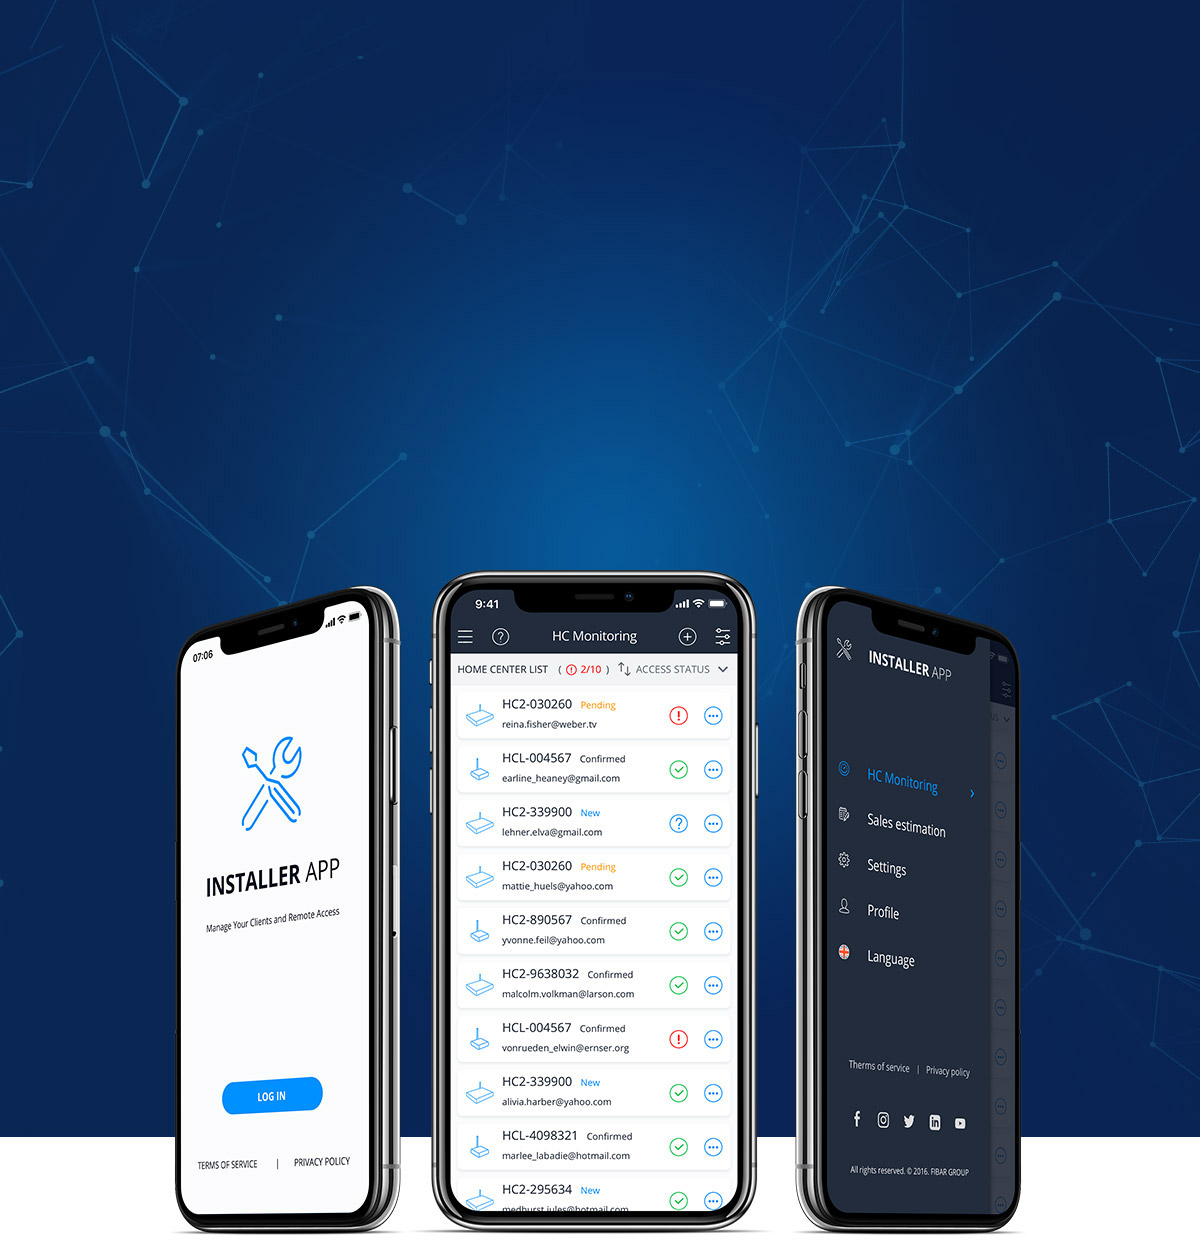 07:06
INSTALLER APP
Manage Your Clients and Remote Access
LOG IN
TERMS OF SERVICE | PRIVACY POLICY
9:41
HC Monitoring
HOME CENTER LIST ( 2/10 ) ACCESS STATUS
HC2-030260 Pending
reina.fisher@weber.tv
HCL-004567 Confirmed
earline_heaney@gmail.com
HC2-339900 New
lehner.elva@gmail.com
HC2-030260 Pending
mattie_huels@yahoo.com
HC2-890567 Confirmed
yvonne.feil@yahoo.com
HC2-9638032 Confirmed
malcolm.volkman@larson.com
HCL-004567 Confirmed
vonrueden_elwin@ernser.org
HC2-339900 New
alivia.harber@yahoo.com
HCL-4098321 Confirmed
marlee_labadie@hotmail.com
HC2-295634 New
medhurst.jules@hotmail.com
INSTALLER APP
HC Monitoring
Sales estimation
Settings
Profile
Language
Therms of service | Privacy policy
All rights reserved. © 2016. FIBAR GROUP